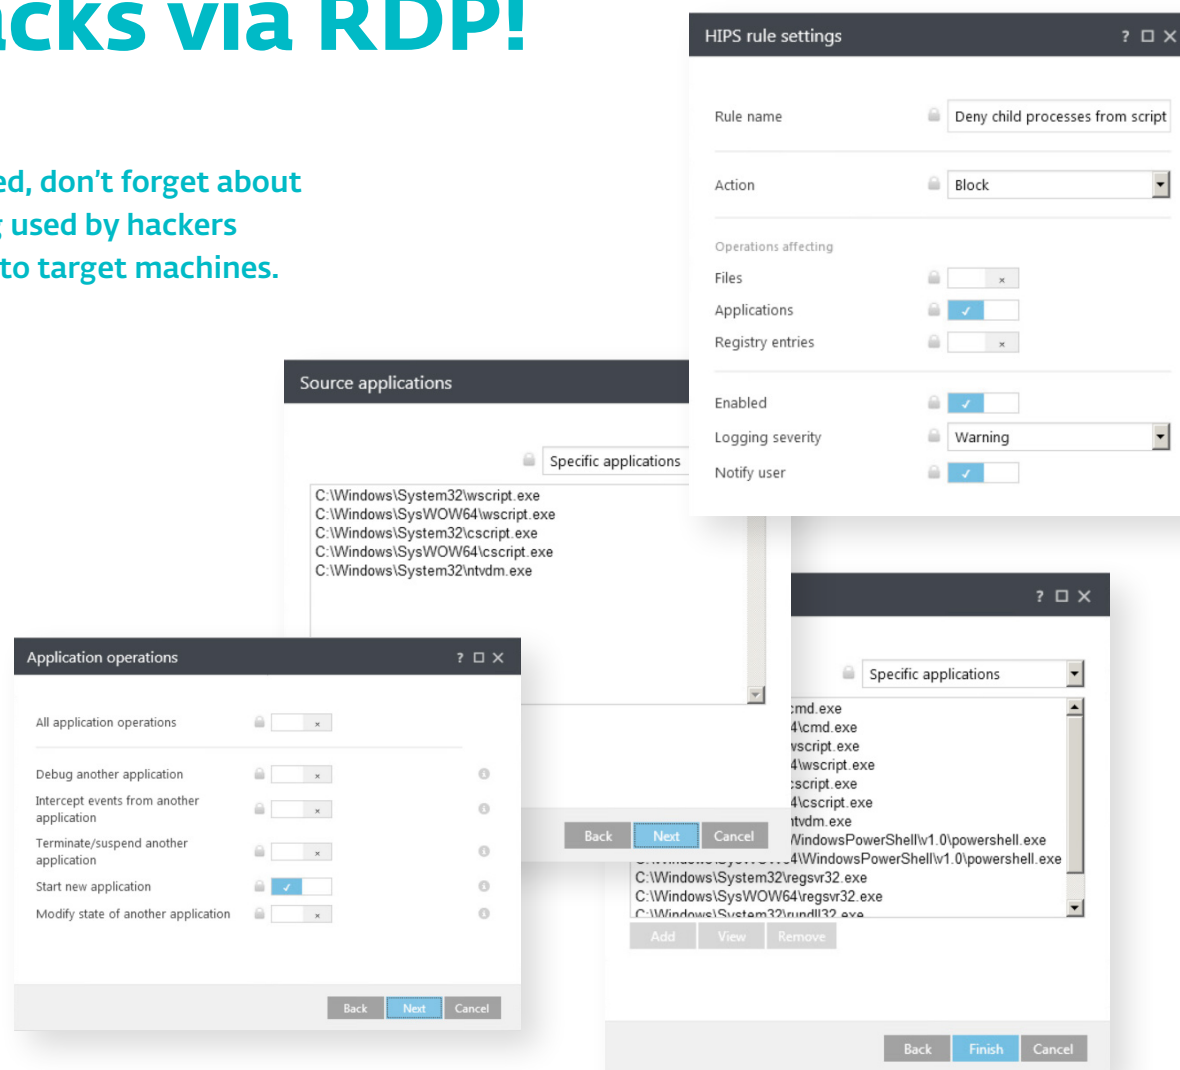 acks via RDP!
ed, don't forget about
g used by hackers
to target machines.
HIPS rule settings
Rule name
Deny child processes from script
Action
Block
Operations affecting
Files
Applications
Registry entries
Enabled
Logging severity
Warning
Notify user
Source applications
Specific applications
C:\Windows\System32\wscript.exe
C:\Windows\SysWOW64\wscript.exe
C:\Windows\System32\cscript.exe
C:\Windows\SysWOW64\cscript.exe
C:\Windows\System32\ntvdm.exe
Back Next Cancel
Application operations
All application operations
Debug another application
Intercept events from another
application
Terminate/suspend another
application
Start new application
Modify state of another application
Back Next Cancel
Specific applications
cmd.exe
4\cmd.exe
wscript.exe
4\wscript.exe
cscript.exe
4\cscript.exe
ntvdm.exe
WindowsPowerShell\v1.0\powershell.exe
4\WindowsPowerShell\v1.0\powershell.exe
C:\Windows\System32\regsvr32.exe
C:\Windows\SysWOW64\regsvr32.exe
C:\Windows\System32\rundll32.exe
Add View Remove
Back Finish Cancel